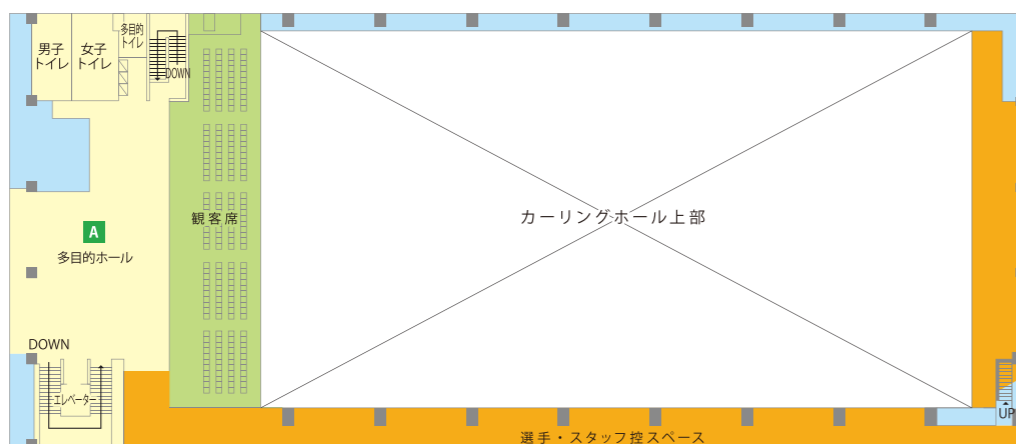 男子
トイレ
女子
トイレ
多目的
トイレ
DOWN
観客席
カーリングホール上部
A
多目的ホール
DOWN
エレベーター
UP
選手・スタッフ控スペース